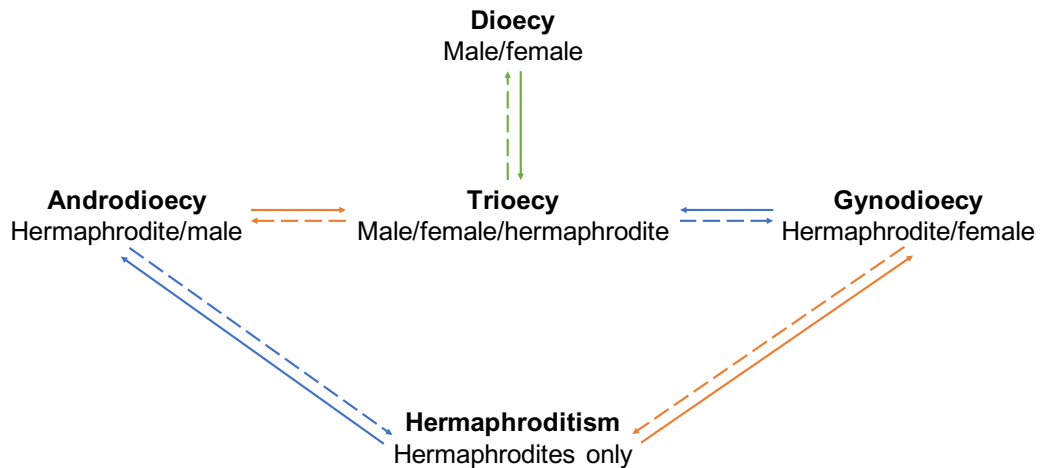 Dioecy
Male/female
Androdioecy
Hermaphrodite/male
Trioecy
Male/female/hermaphrodite
Gynodioecy
Hermaphrodite/female
Hermaphroditism
Hermaphrodites only